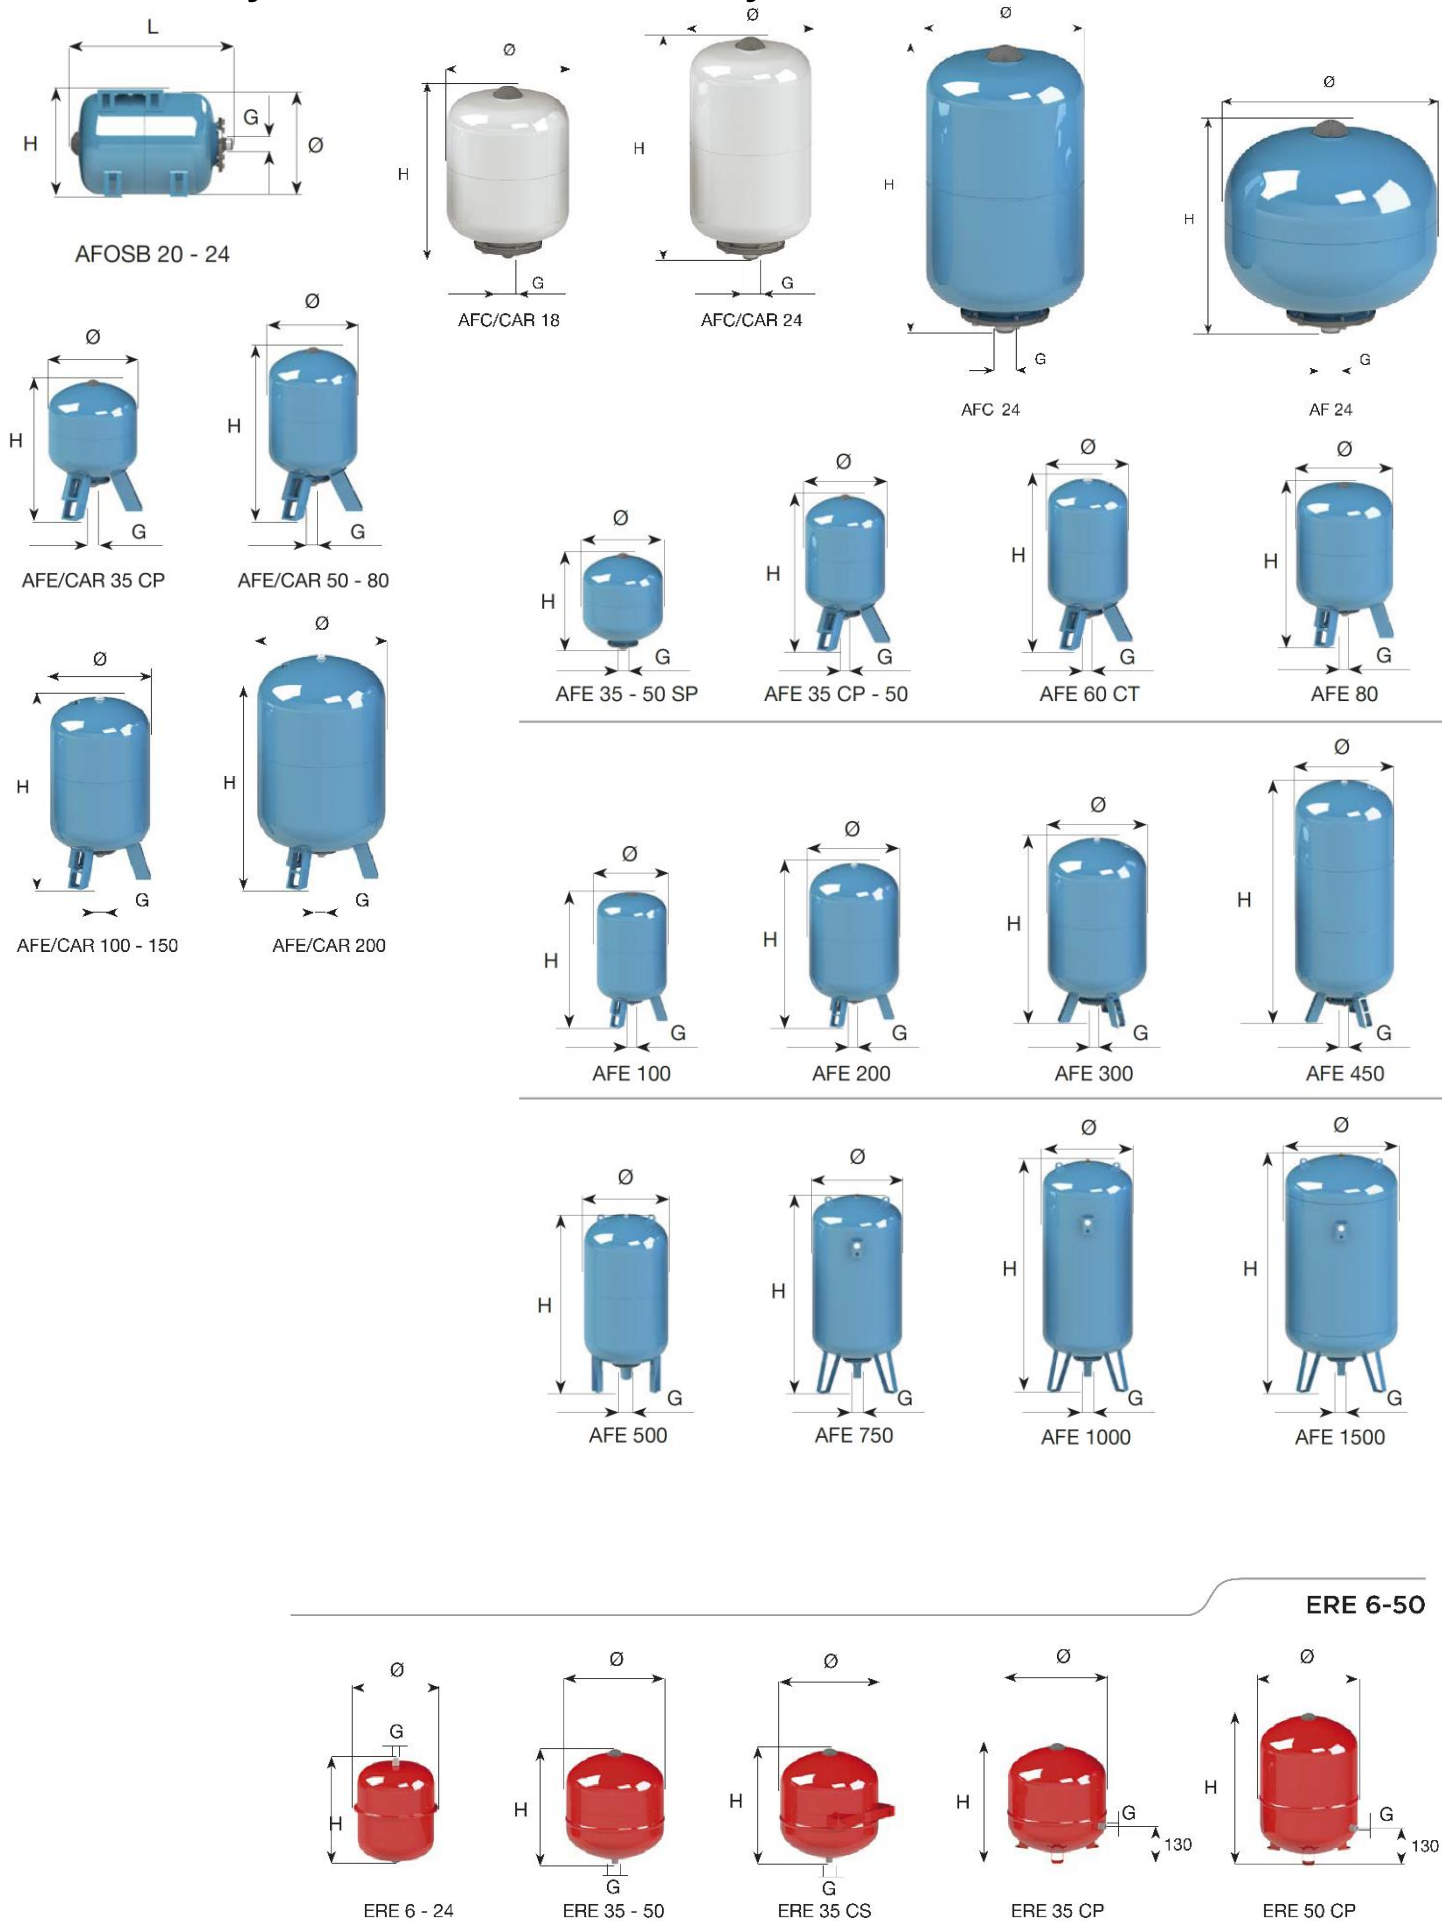 L
H
G
Ø
AFOSB 20 - 24
Ø
H
G
AFC/CAR 18
Ø
H
G
AFC/CAR 24
Ø
H
G
AFC 24
Ø
H
G
AF 24
Ø
H
G
AFE/CAR 35 CP
Ø
H
G
AFE/CAR 50 - 80
Ø
H
G
AFE 35 - 50 SP
Ø
H
G
AFE 35 CP - 50
Ø
H
G
AFE 60 CT
Ø
H
G
AFE 80
Ø
H
G
AFE/CAR 100 - 150
Ø
H
G
AFE/CAR 200
Ø
H
G
AFE 100
Ø
H
G
AFE 200
Ø
H
G
AFE 300
Ø
H
G
AFE 450
Ø
H
G
AFE 500
Ø
H
G
AFE 750
Ø
H
G
AFE 1000
Ø
H
G
AFE 1500
ERE 6-50
Ø
G
H
ERE 6 - 24
Ø
H
G
ERE 35 - 50
Ø
H
G
ERE 35 CS
Ø
H
G
130
ERE 35 CP
Ø
H
G
130
ERE 50 CP